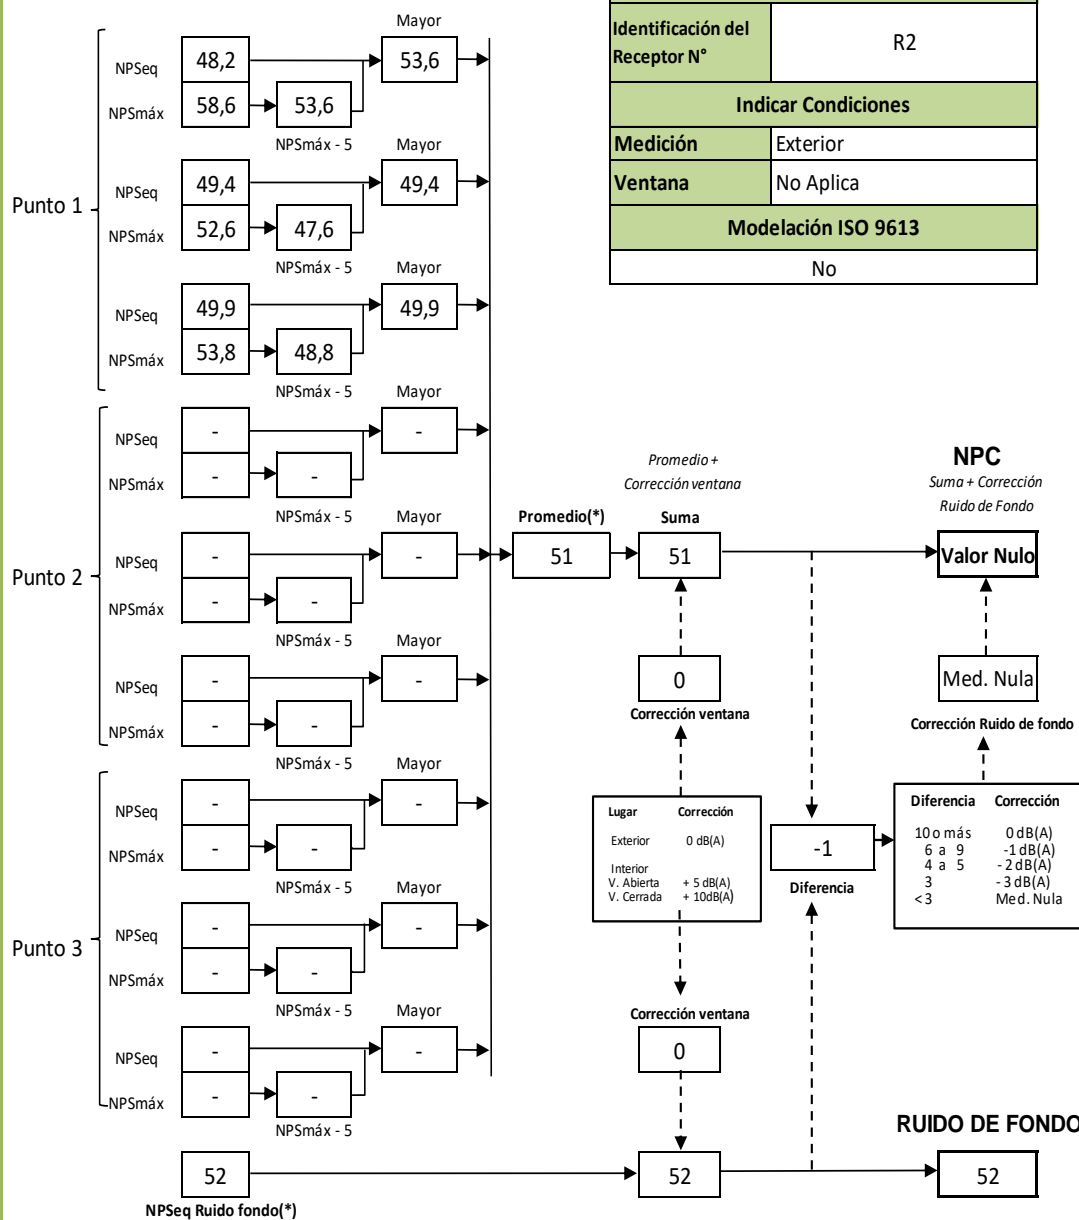 Identificación del
Receptor N°
R2
Indicar Condiciones
Medición
Exterior
Ventana
No Aplica
Modelación ISO 9613
No
Punto 1
Mayor
NPSeq
48,2
53,6
NPSmáx
58,6
53,6
NPSmáx - 5
Mayor
NPSeq
49,4
49,4
NPSmáx
52,6
47,6
NPSmáx - 5
Mayor
NPSeq
49,9
49,9
NPSmáx
53,8
48,8
NPSmáx - 5
Mayor
Punto 2
NPSeq
-
-
NPSmáx
-
-
NPSmáx - 5
Mayor
NPSeq
-
-
NPSmáx
-
-
NPSmáx - 5
Mayor
NPSeq
-
-
NPSmáx
-
-
NPSmáx - 5
Mayor
Punto 3
NPSeq
-
-
NPSmáx
-
-
NPSmáx - 5
Mayor
NPSeq
-
-
NPSmáx
-
-
NPSmáx - 5
Mayor
NPSeq
-
-
NPSmáx
-
-
NPSmáx - 5
Promedio(*)
51
Promedio +
Corrección ventana
Suma
51
0
Corrección ventana
Lugar Corrección
Exterior 0 dB(A)
Interior
V. Abierta + 5 dB(A)
V. Cerrada + 10dB(A)
Corrección ventana
0
NPC
Suma + Corrección
Ruido de Fondo
Valor Nulo
Med. Nula
Corrección Ruido de fondo
-1
Diferencia
Diferencia Corrección
10 o más 0 dB(A)
6 a 9 -1 dB(A)
4 a 5 - 2 dB(A)
3 - 3 dB(A)
< 3 Med. Nula
RUIDO DE FONDO
52
52
52
NPSeq Ruido fondo(*)